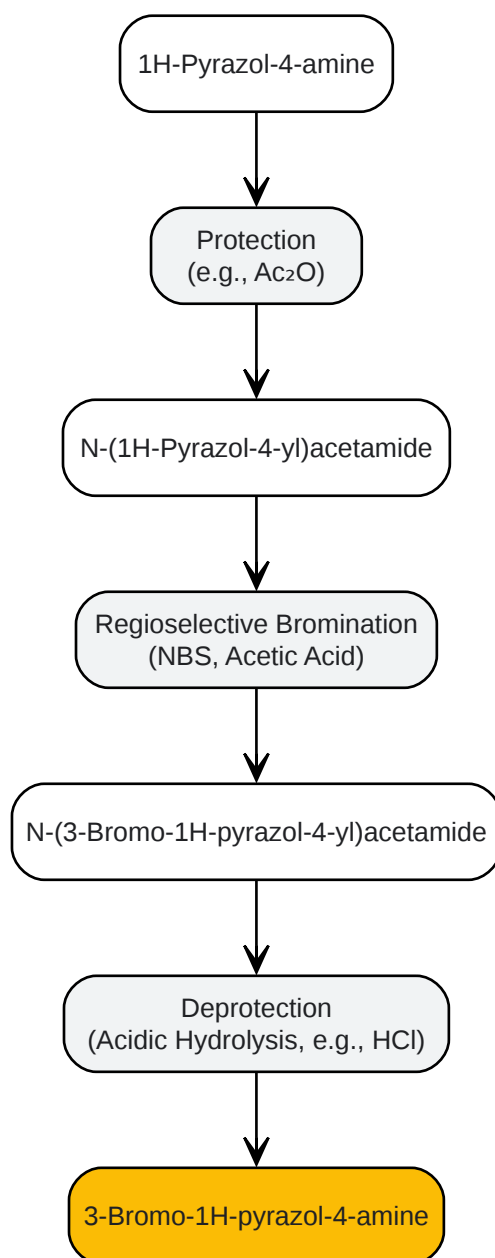 1H-Pyrazol-4-amine
Protection
(e.g., Ac₂O)
N-(1H-Pyrazol-4-yl)acetamide
Regioselective Bromination
(NBS, Acetic Acid)
N-(3-Bromo-1H-pyrazol-4-yl)acetamide
Deprotection
(Acidic Hydrolysis, e.g., HCl)
3-Bromo-1H-pyrazol-4-amine